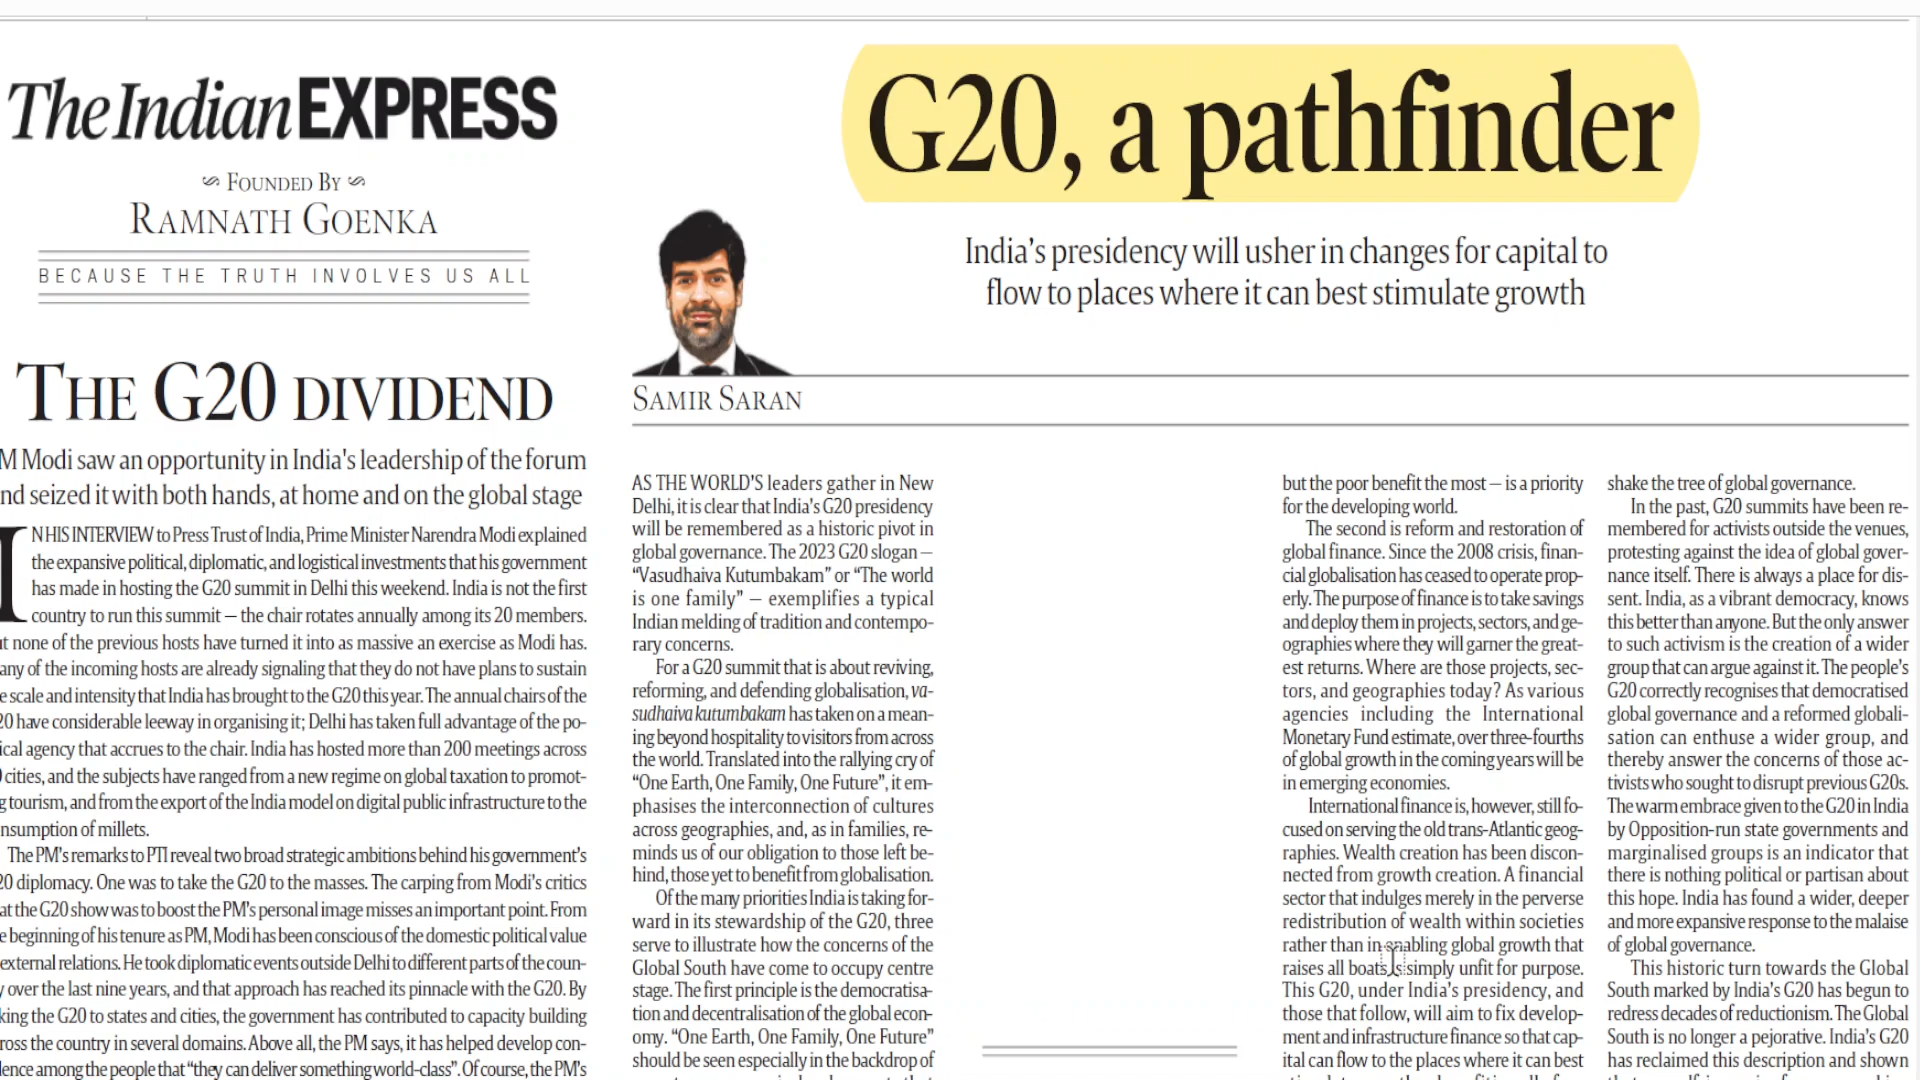 The Indian EXPRESS
FOUNDED BY
RAMNATH GOENKA
BECAUSE THE TRUTH INVOLVES US ALL
THE G20 DIVIDEND
M Modi saw an opportunity in India's leadership of the forum
nd seized it with both hands, at home and on the global stage
IN HIS INTERVIEW to Press Trust of India, Prime Minister Narendra Modi explained
the expansive political, diplomatic, and logistical investments that his government
has made in hosting the G20 summit in Delhi this weekend. India is not the first
country to run this summit — the chair rotates annually among its 20 members.
ut none of the previous hosts have turned it into as massive an exercise as Modi has.
any of the incoming hosts are already signaling that they do not have plans to sustain
e scale and intensity that India has brought to the G20 this year. The annual chairs of the
20 have considerable leeway in organising it; Delhi has taken full advantage of the po-
ical agency that accrues to the chair. India has hosted more than 200 meetings across
0 cities, and the subjects have ranged from a new regime on global taxation to promot-
g tourism, and from the export of the India model on digital public infrastructure to the
nsumption of millets.
The PM's remarks to PTI reveal two broad strategic ambitions behind his government's
20 diplomacy. One was to take the G20 to the masses. The carping from Modi's critics
at the G20 show was to boost the PM's personal image misses an important point. From
e beginning of his tenure as PM, Modi has been conscious of the domestic political value
external relations. He took diplomatic events outside Delhi to different parts of the coun-
y over the last nine years, and that approach has reached its pinnacle with the G20. By
king the G20 to states and cities, the government has contributed to capacity building
ross the country in several domains. Above all, the PM says, it has helped develop con-
lence among the people that "they can deliver something world-class". Of course, the PM's
G20, a pathfinder
India's presidency will usher in changes for capital to
flow to places where it can best stimulate growth
SAMIR SARAN
AS THE WORLD'S leaders gather in New
Delhi, it is clear that India's G20 presidency
will be remembered as a historic pivot in
global governance. The 2023 G20 slogan —
“Vasudhaiva Kutumbakam” or “The world
is one family” — exemplifies a typical
Indian melding of tradition and contempo-
rary concerns.
For a G20 summit that is about reviving,
reforming, and defending globalisation, va-
sudhaiva kutumbakam has taken on a mean-
ing beyond hospitality to visitors from across
the world. Translated into the rallying cry of
“One Earth, One Family, One Future”, it em-
phasises the interconnection of cultures
across geographies, and, as in families, re-
minds us of our obligation to those left be-
hind, those yet to benefit from globalisation.
Of the many priorities India is taking for-
ward in its stewardship of the G20, three
serve to illustrate how the concerns of the
Global South have come to occupy centre
stage. The first principle is the democratisa-
tion and decentralisation of the global econ-
omy. “One Earth, One Family, One Future”
should be seen especially in the backdrop of
but the poor benefit the most — is a priority
for the developing world.
The second is reform and restoration of
global finance. Since the 2008 crisis, finan-
cial globalisation has ceased to operate prop-
erly. The purpose of finance is to take savings
and deploy them in projects, sectors, and ge-
ographies where they will garner the great-
est returns. Where are those projects, sec-
tors, and geographies today? As various
agencies including the International
Monetary Fund estimate, over three-fourths
of global growth in the coming years will be
in emerging economies.
International finance is, however, still fo-
cused on serving the old trans-Atlantic geog-
raphies. Wealth creation has been discon-
nected from growth creation. A financial
sector that indulges merely in the perverse
redistribution of wealth within societies
rather than in enabling global growth that
raises all boats is simply unfit for purpose.
This G20, under India's presidency, and
those that follow, will aim to fix develop-
ment and infrastructure finance so that cap-
ital can flow to the places where it can best
shake the tree of global governance.
In the past, G20 summits have been re-
membered for activists outside the venues,
protesting against the idea of global gover-
nance itself. There is always a place for dis-
sent. India, as a vibrant democracy, knows
this better than anyone. But the only answer
to such activism is the creation of a wider
group that can argue against it. The people's
G20 correctly recognises that democratised
global governance and a reformed globali-
sation can enthuse a wider group, and
thereby answer the concerns of those ac-
tivists who sought to disrupt previous G20s.
The warm embrace given to the G20 in India
by Opposition-run state governments and
marginalised groups is an indicator that
there is nothing political or partisan about
this hope. India has found a wider, deeper
and more expansive response to the malaise
of global governance.
This historic turn towards the Global
South marked by India's G20 has begun to
redress decades of reductionism. The Global
South is no longer a pejorative. India's G20
has reclaimed this description and shown